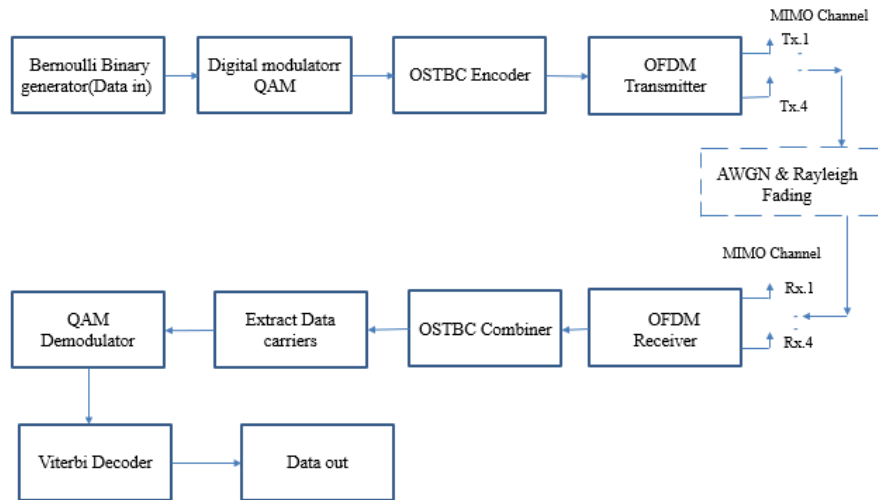 MIMO Channel
Bernoulli Binary
generator(Data in)
Digital modulatorr
QAM
OSTBC Encoder
OFDM
Transmitter
Tx.1
Tx.4
AWGN & Rayleigh
Fading
MIMO Channel
QAM
Demodulator
Extract Data
carriers
OSTBC Combiner
OFDM
Receiver
Rx.1
Rx.4
Viterbi Decoder
Data out